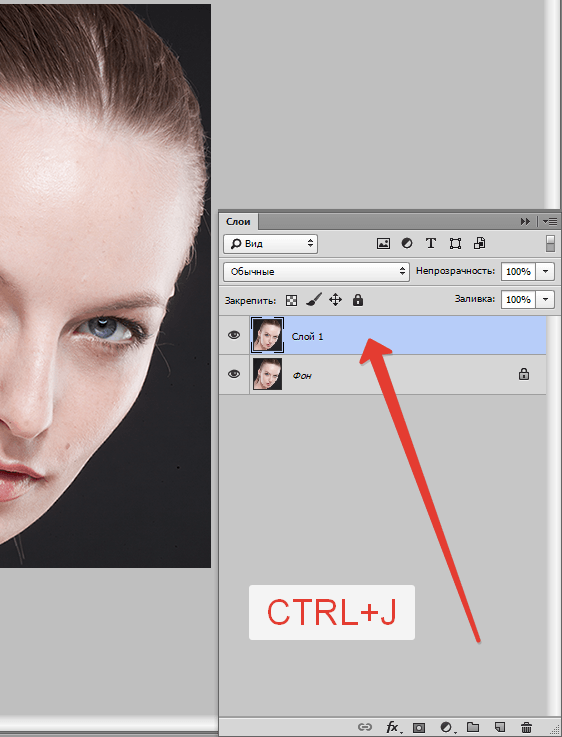 Слои
Вид
Обычные
Непрозрачность: 100%
Закрепить:
Заливка: 100%
Слой 1
Фон
CTRL+J
fx